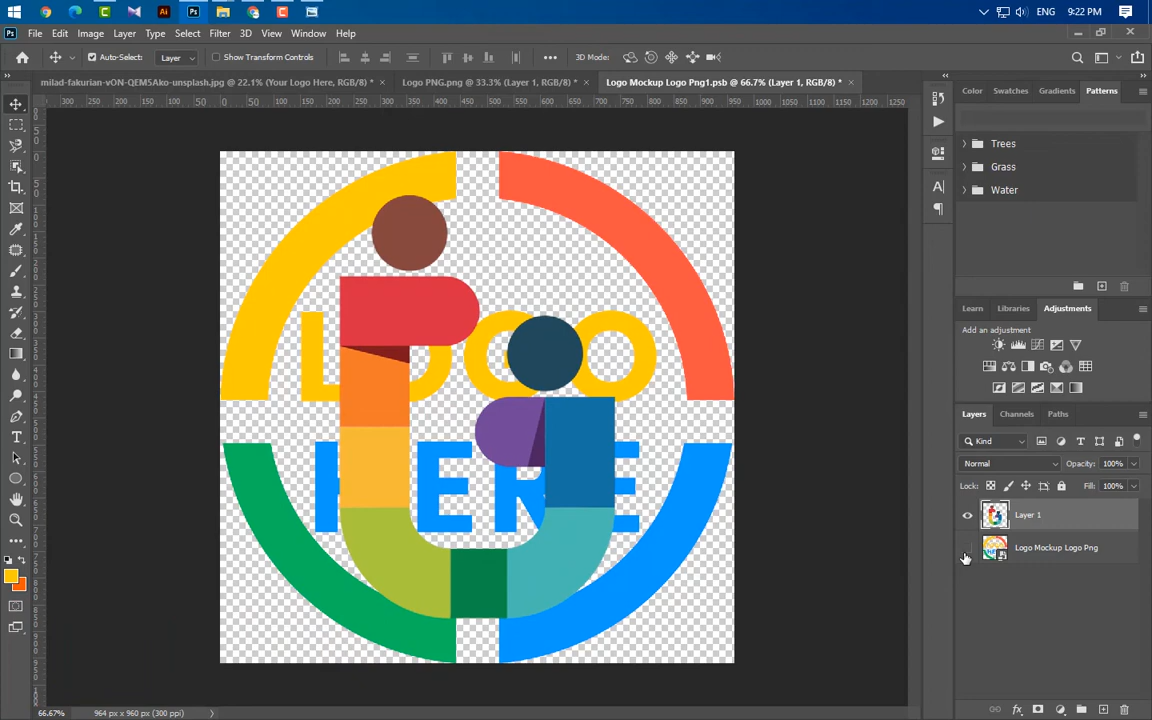 ENG 9:22 PM
Ps File Edit Image Layer Type Select Filter 3D View Window Help
Auto-Select: Layer Show Transform Controls 3D Mode:
milad-fakurian-vON-QEMSAko-unsplash.jpg @ 22.1% (Your Logo Here, RGB/8) * × Logo PNG.png @ 33.3% (Layer 1, RGB/8) * × Logo Mockup Logo Png1.psb @ 66.7% (Layer 1, RGB/8) * ×
Color Swatches Gradients Patterns
Trees
Grass
Water
HERE
Learn Libraries Adjustments
Add an adjustment
Layers Channels Paths
Kind
Normal Opacity: 100%
Lock: Fill: 100%
Layer 1
Logo Mockup Logo Png
66.67% 964 px x 960 px (300 ppi)